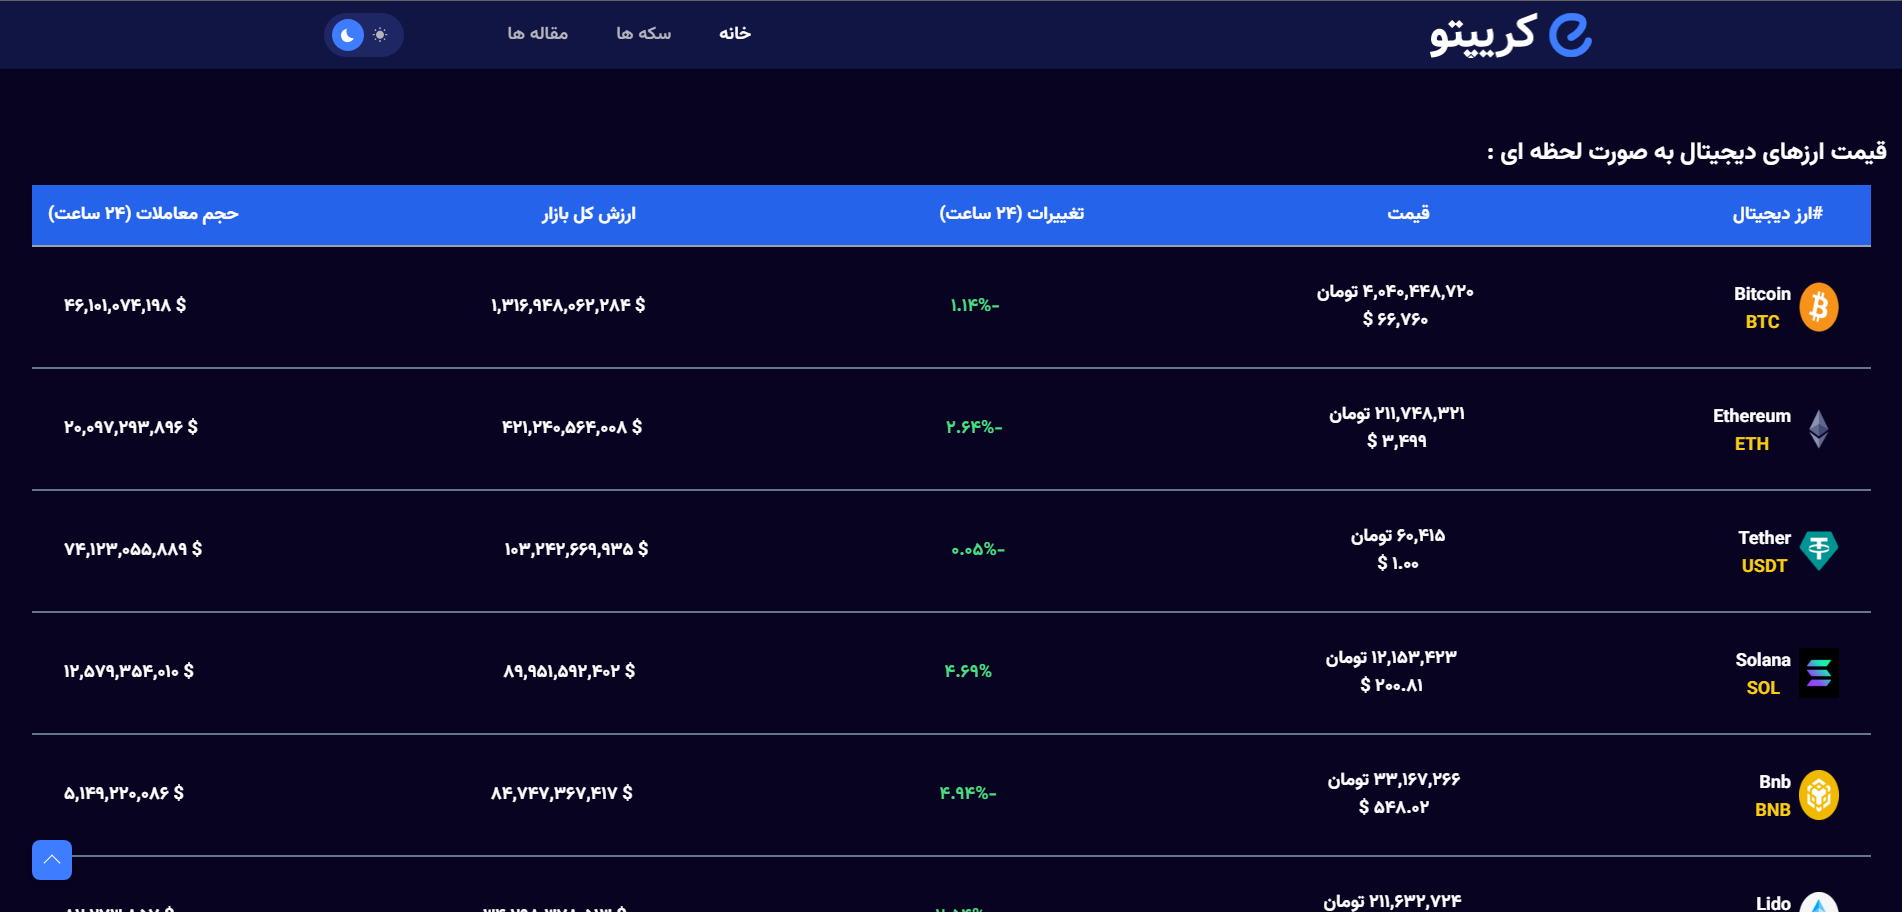 کریپتو
خانه
سکه ها
مقاله ها
قیمت ارزهای دیجیتال به صورت لحظه ای :
#ارز دیجیتال
قیمت
تغییرات (۲۴ ساعت)
ارزش کل بازار
حجم معاملات (۲۴ ساعت)
Bitcoin
BTC
۴,۰۴۰,۴۴۸,۷۲۰ تومان
۶۶,۷۶۰ $
-۱.۱۴%
$ ۱,۳۱۶,۹۴۸,۰۶۲,۲۸۴
$ ۴۶,۱۰۱,۰۷۴,۱۹۸
Ethereum
ETH
۲۱۱,۷۴۸,۳۲۱ تومان
۳,۴۹۹ $
-۲.۶۴%
$ ۴۲۱,۲۴۰,۵۶۴,۰۰۸
$ ۲۰,۰۹۷,۲۹۳,۸۹۶
Tether
USDT
۶۰,۴۱۵ تومان
۱.۰۰ $
-۰.۰۵%
$ ۱۰۳,۲۴۲,۶۶۹,۹۳۵
$ ۷۴,۱۲۳,۰۵۵,۸۸۹
Solana
SOL
۱۲,۱۵۳,۴۲۳ تومان
۲۰۰.۸۱ $
۴.۶۹%
$ ۸۹,۹۵۱,۵۹۲,۴۰۲
$ ۱۲,۵۷۹,۳۵۴,۰۱۰
Bnb
BNB
۳۳,۱۶۷,۲۶۶ تومان
۵۴۸.۰۲ $
-۴.۹۴%
$ ۸۴,۷۴۷,۳۶۷,۴۱۷
$ ۵,۱۴۹,۲۲۰,۰۸۶
Lido
۲۱۱,۶۳۲,۷۲۴ تومان